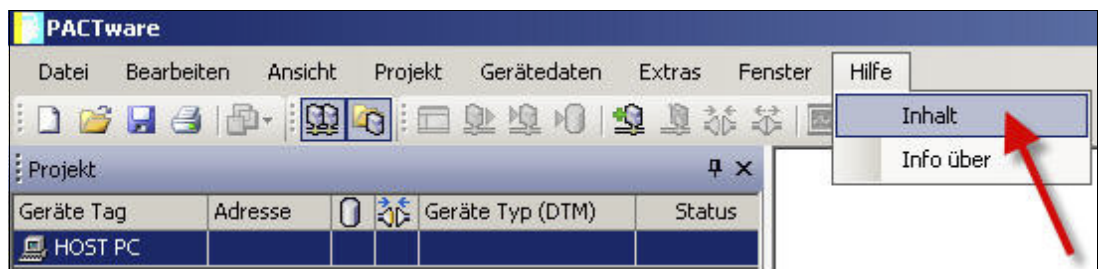 PACTware
Datei Bearbeiten Ansicht Projekt Gerätedaten Extras Fenster Hilfe
Inhalt
Info über
Projekt
Geräte Tag Adresse Geräte Typ (DTM) Status
HOST PC